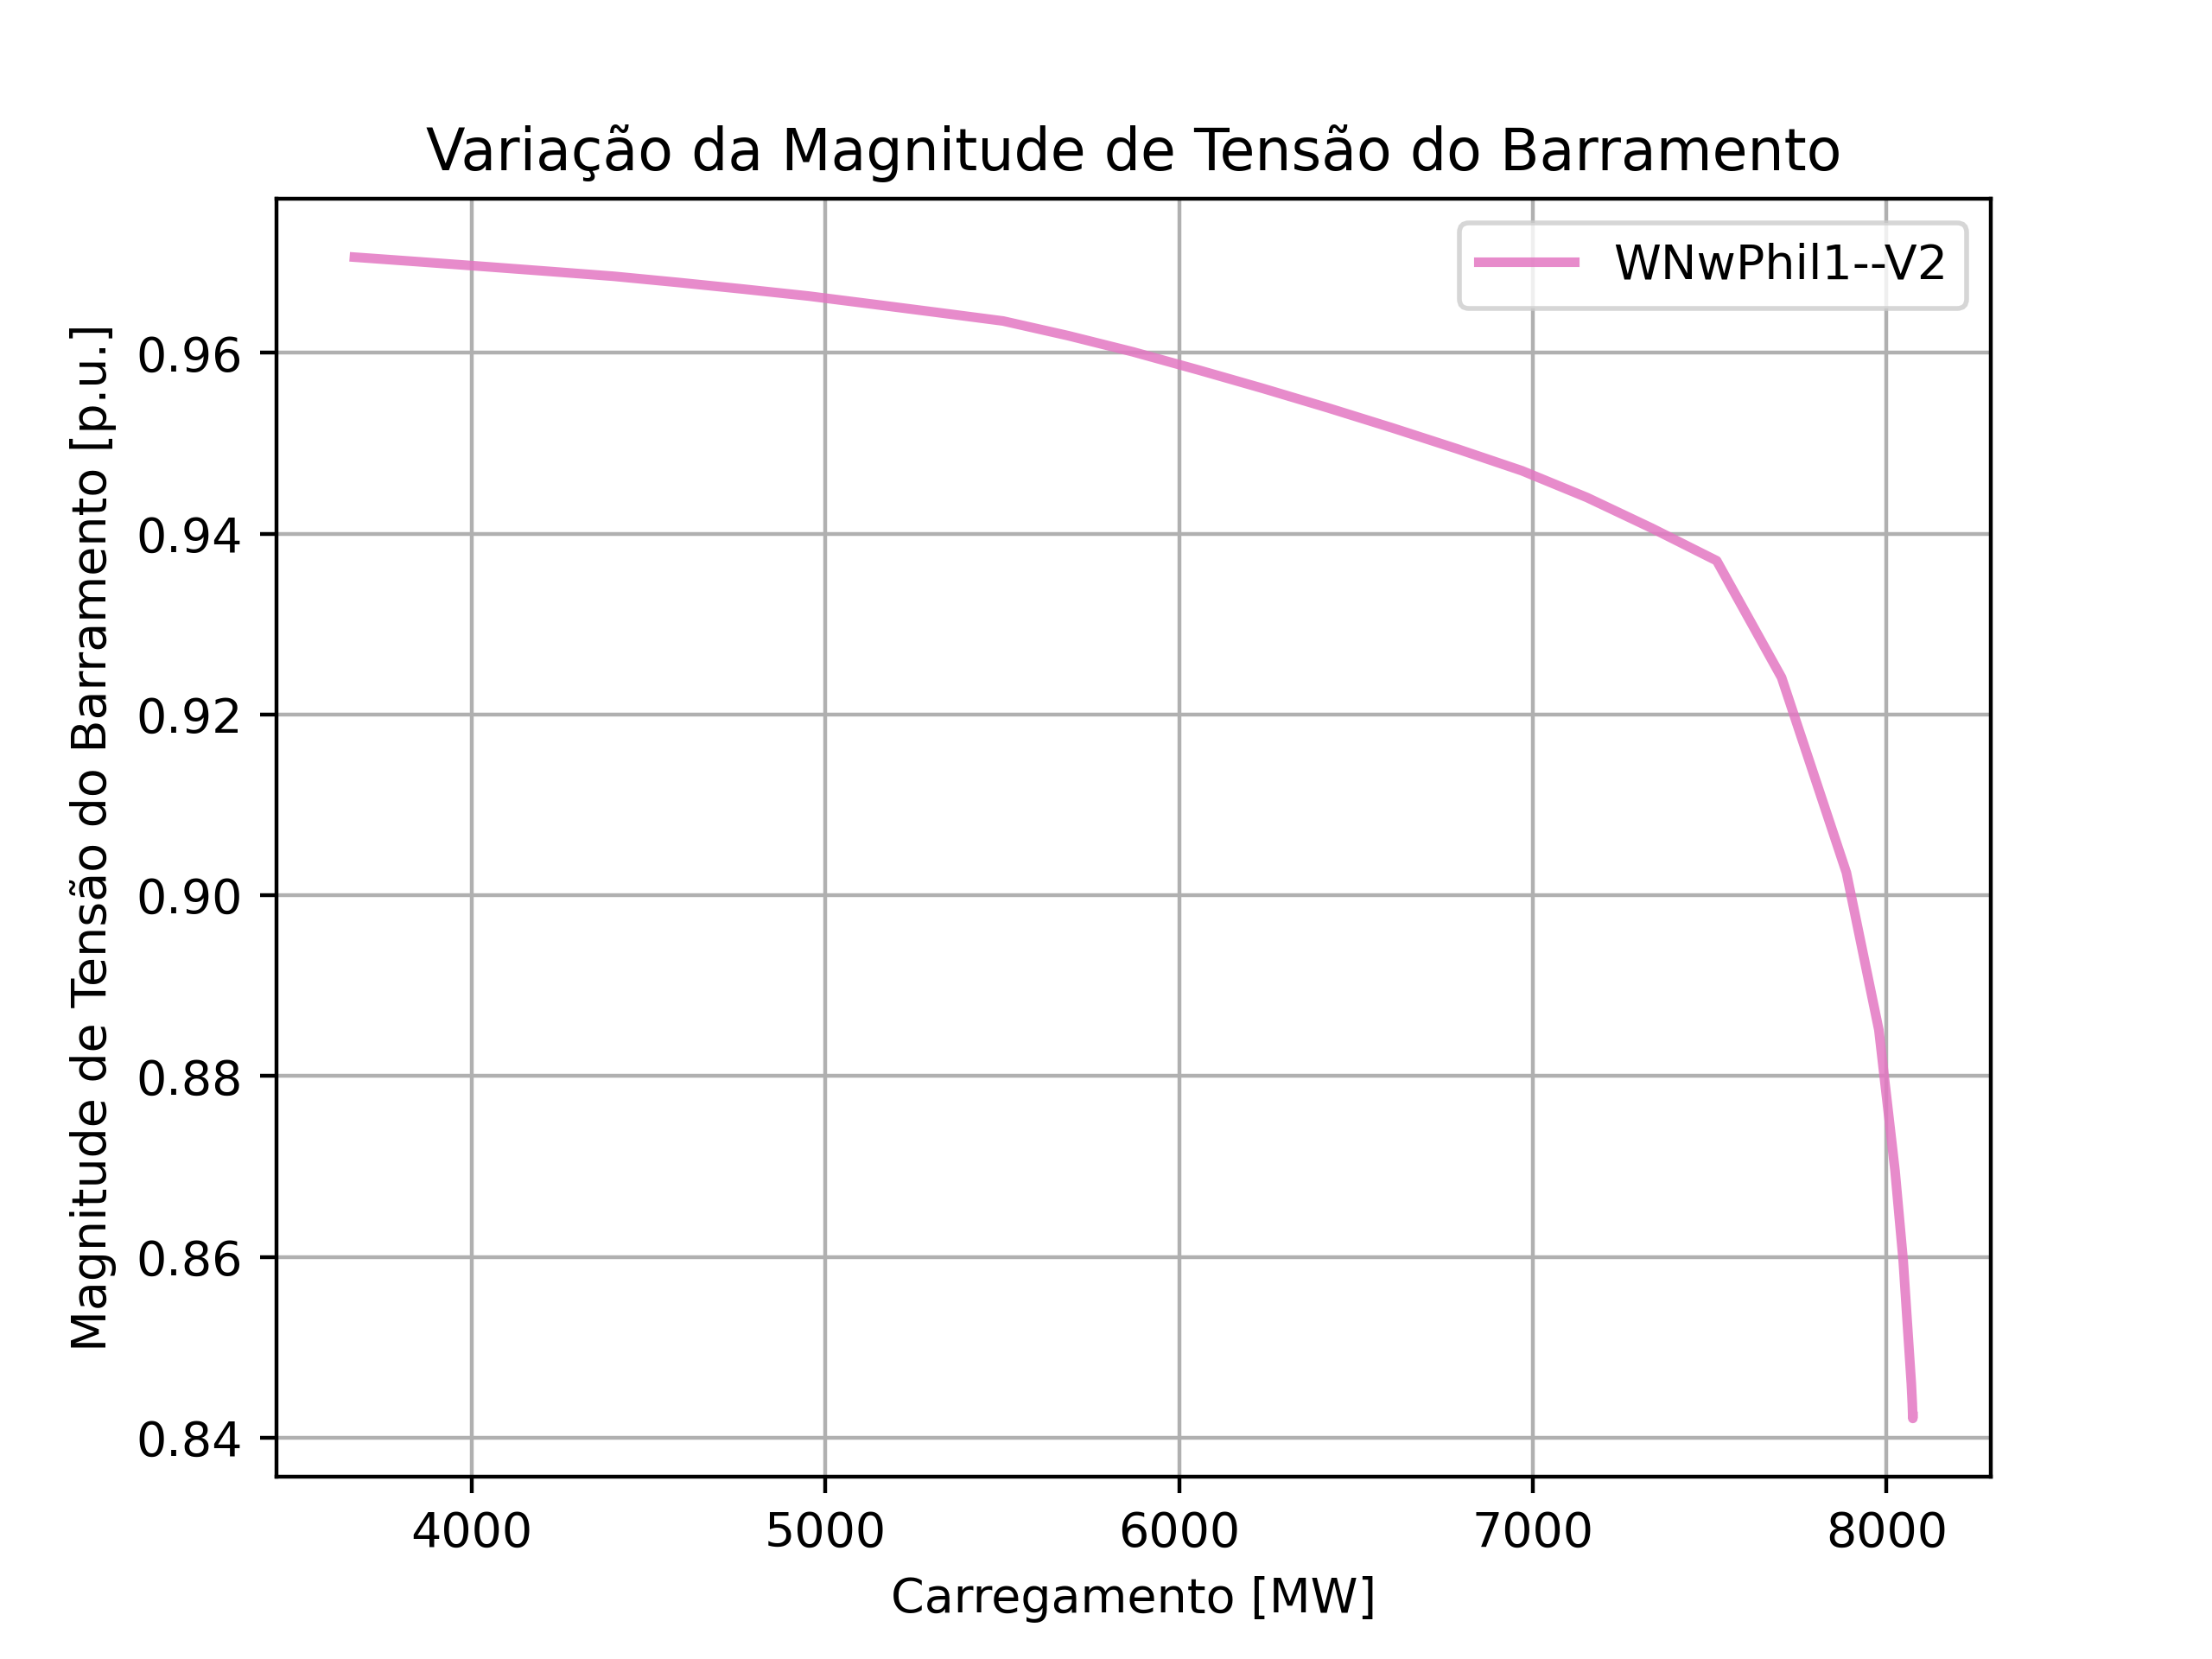 Variação da Magnitude de Tensão do Barramento
WNwPhil1--V2
Magnitude de Tensão do Barramento [p.u.]
0.96
0.94
0.92
0.90
0.88
0.86
0.84
4000 5000 6000 7000 8000
Carregamento [MW]